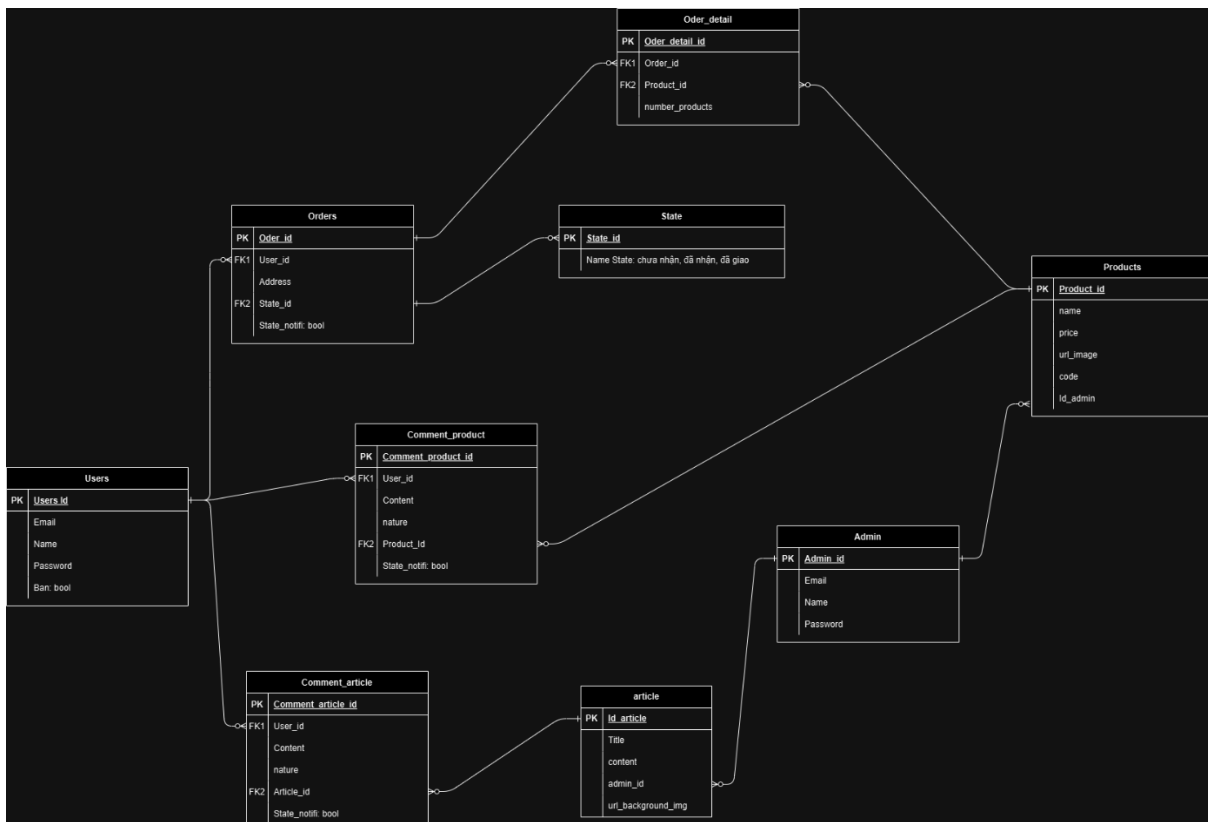 Oder_detail
PK Oder_detail_id
FK1 Order_id
FK2 Product_id
number_products
Orders
PK Oder_id
FK1 User_id
Address
FK2 State_id
State_notifi: bool
State
PK State_id
Name State: chưa nhận, đã nhận, đã giao
Products
PK Product_id
name
price
url_image
code
Id_admin
Comment_product
PK Comment_product_id
FK1 User_id
Content
nature
FK2 Product_Id
State_notifi: bool
Users
PK Users Id
Email
Name
Password
Ban: bool
Admin
PK Admin_id
Email
Name
Password
Comment_article
PK Comment_article_id
FK1 User_id
Content
nature
FK2 Article_id
State_notifi: bool
article
PK Id_article
Title
content
admin_id
url_background_img